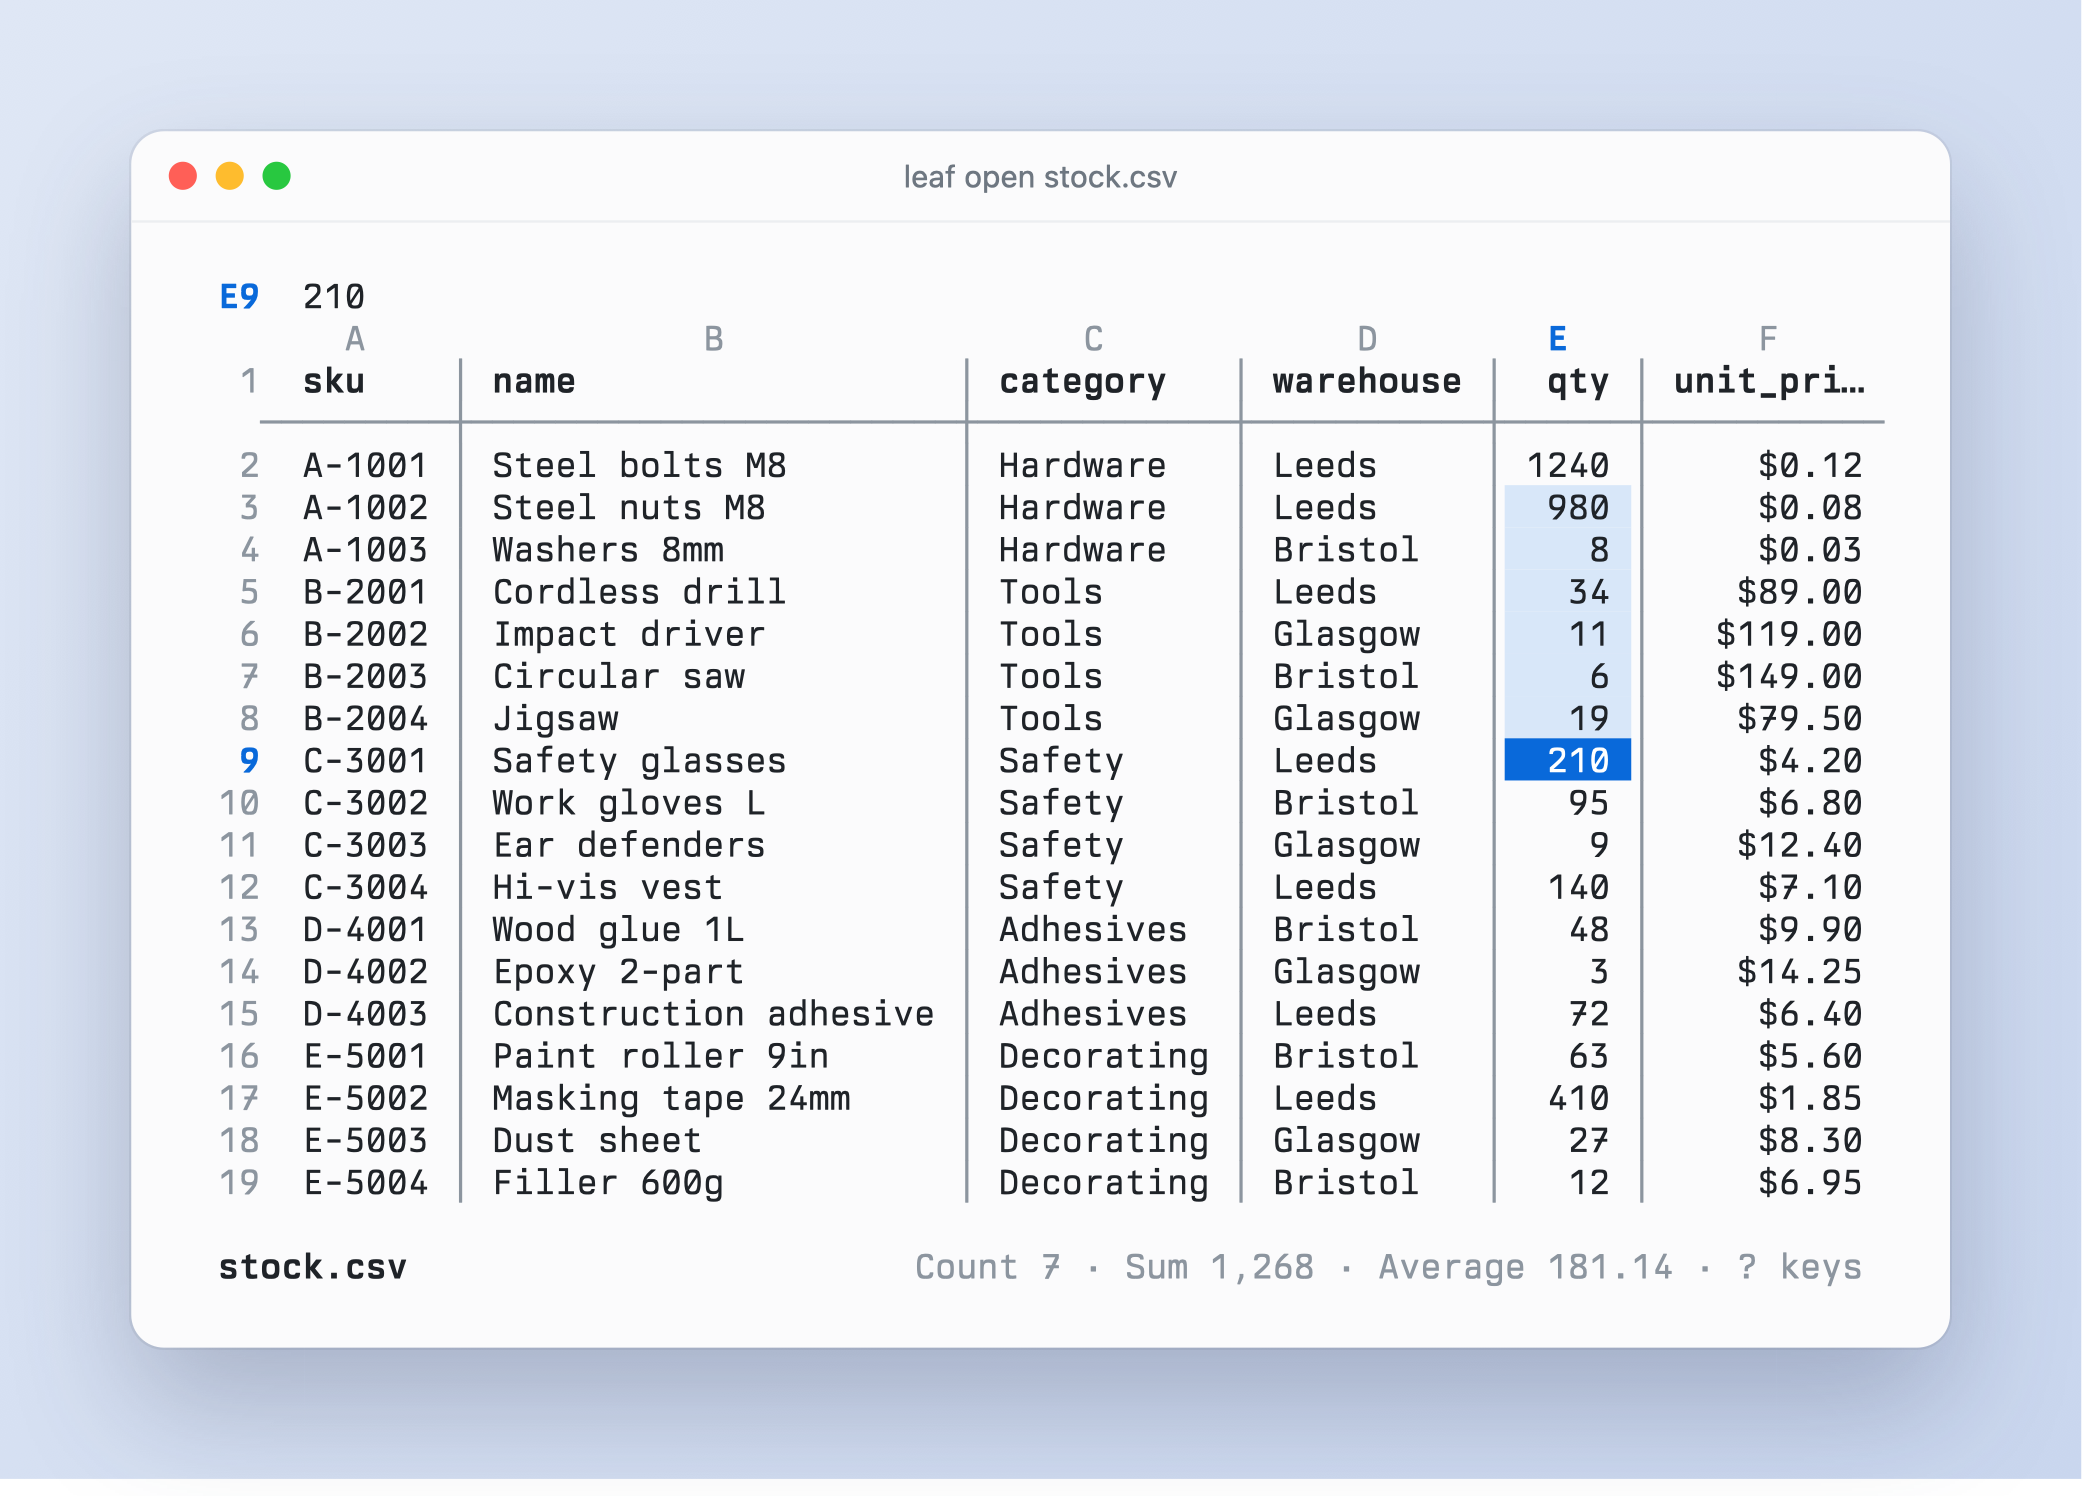 leaf open stock.csv
E9 210
A B C D E F
1 sku name category warehouse qty unit_pri…
2 A-1001 Steel bolts M8 Hardware Leeds 1240 $0.12
3 A-1002 Steel nuts M8 Hardware Leeds 980 $0.08
4 A-1003 Washers 8mm Hardware Bristol 8 $0.03
5 B-2001 Cordless drill Tools Leeds 34 $89.00
6 B-2002 Impact driver Tools Glasgow 11 $119.00
7 B-2003 Circular saw Tools Bristol 6 $149.00
8 B-2004 Jigsaw Tools Glasgow 19 $79.50
9 C-3001 Safety glasses Safety Leeds 210 $4.20
10 C-3002 Work gloves L Safety Bristol 95 $6.80
11 C-3003 Ear defenders Safety Glasgow 9 $12.40
12 C-3004 Hi-vis vest Safety Leeds 140 $7.10
13 D-4001 Wood glue 1L Adhesives Bristol 48 $9.90
14 D-4002 Epoxy 2-part Adhesives Glasgow 3 $14.25
15 D-4003 Construction adhesive Adhesives Leeds 72 $6.40
16 E-5001 Paint roller 9in Decorating Bristol 63 $5.60
17 E-5002 Masking tape 24mm Decorating Leeds 410 $1.85
18 E-5003 Dust sheet Decorating Glasgow 27 $8.30
19 E-5004 Filler 600g Decorating Bristol 12 $6.95
stock.csv Count 7 · Sum 1,268 · Average 181.14 · ? keys